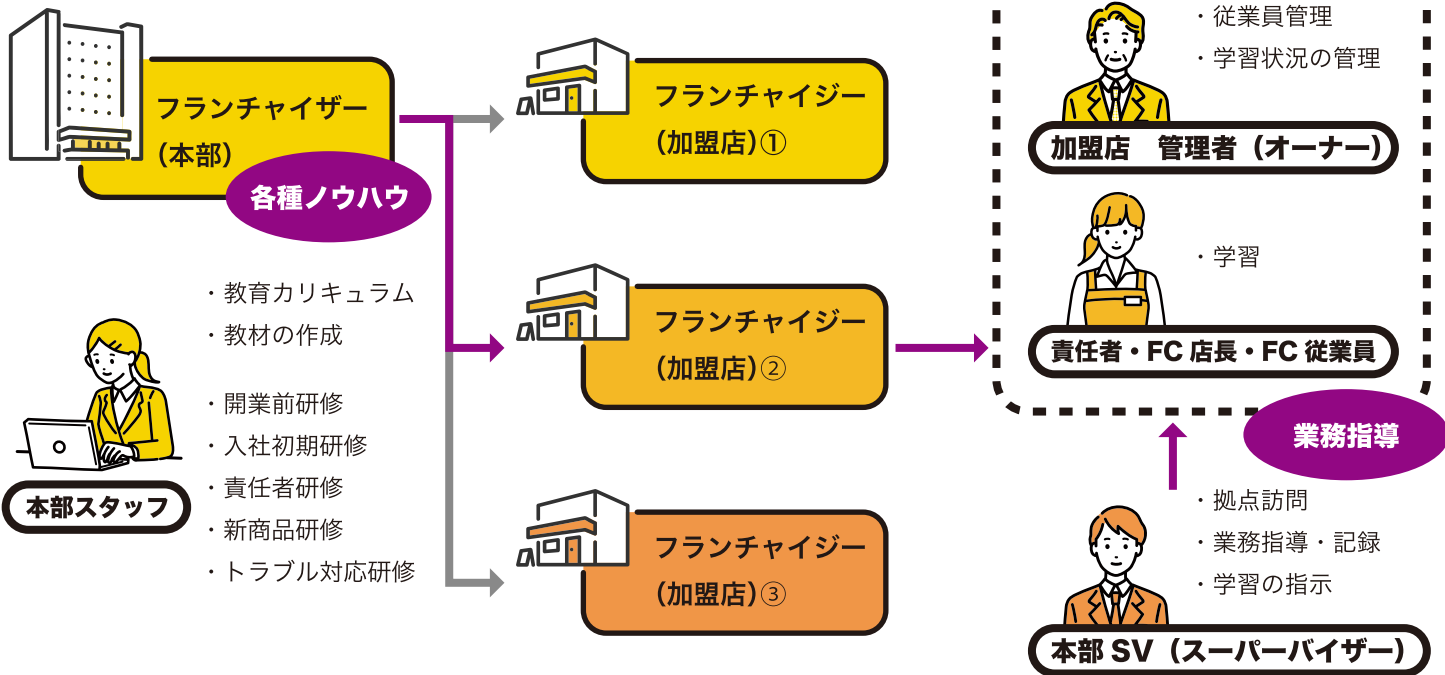 フランチャイザー
（本部）
各種ノウハウ
・教育カリキュラム
・教材の作成
・開業前研修
・入社初期研修
・責任者研修
・新商品研修
・トラブル対応研修
本部スタッフ
フランチャイジー
（加盟店）①
フランチャイジー
（加盟店）②
フランチャイジー
（加盟店）③
・従業員管理
・学習状況の管理
加盟店　管理者（オーナー）
・学習
責任者・FC 店長・FC 従業員
業務指導
・拠点訪問
・業務指導・記録
・学習の指示
本部 SV（スーパーバイザー）